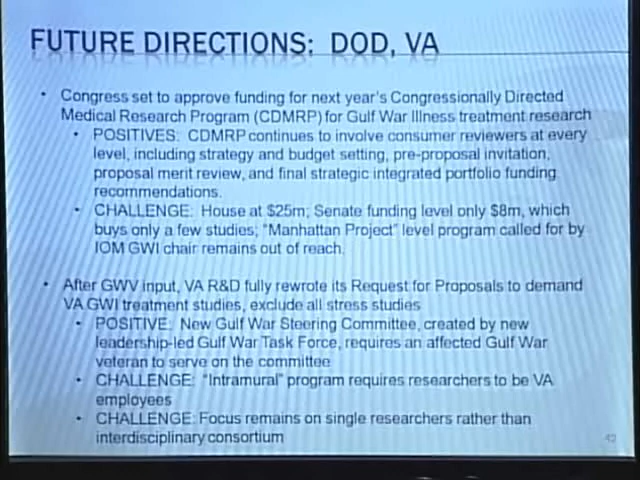 FUTURE DIRECTIONS: DOD, VA
• Congress set to approve funding for next year's Congressionally Directed
Medical Research Program (CDMRP) for Gulf War Illness treatment research
• POSITIVES: CDMRP continues to involve consumer reviewers at every
level, including strategy and budget setting, pre-proposal invitation,
proposal merit review, and final strategic integrated portfolio funding
recommendations.
• CHALLENGE: House at $25m; Senate funding level only $8m, which
buys only a few studies; "Manhattan Project" level program called for by
IOM GWI chair remains out of reach.
• After GWV input, VA R&D fully rewrote its Request for Proposals to demand
VA GWI treatment studies, exclude all stress studies
• POSITIVE: New Gulf War Steering Committee, created by new
leadership-led Gulf War Task Force, requires an affected Gulf War
veteran to serve on the committee
• CHALLENGE: "Intramural" program requires researchers to be VA
employees
• CHALLENGE: Focus remains on single researchers rather than
interdisciplinary consortium